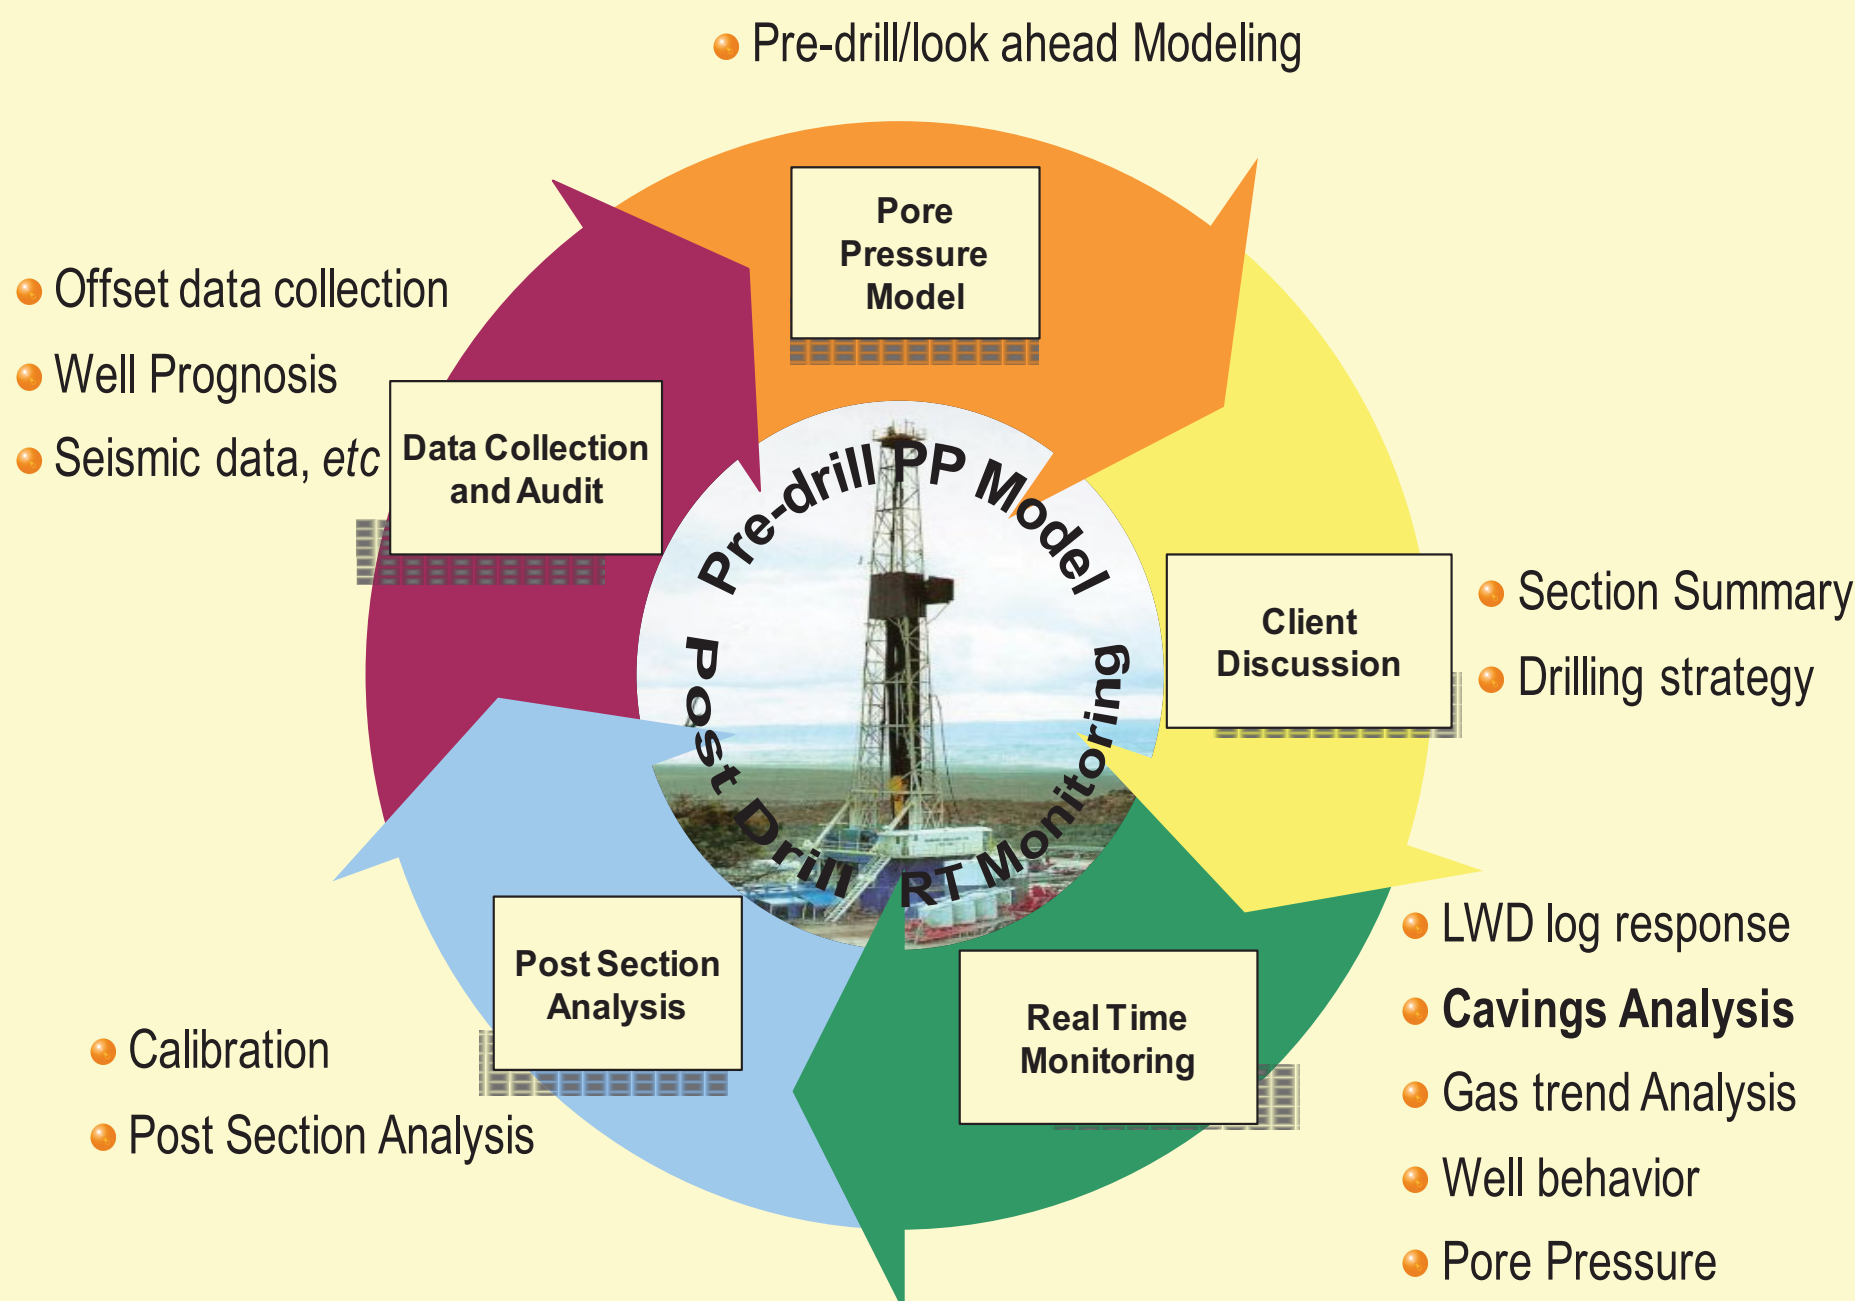 Pre-drill/look ahead Modeling
Pore
Pressure
Model
Offset data collection
Well Prognosis
Seismic data, etc
Data Collection
and Audit
Pre-drill PP Model
Client
Discussion
Section Summary
Drilling strategy
RT Monitoring
Post Drill
LWD log response
Cavings Analysis
Gas trend Analysis
Well behavior
Pore Pressure
Real Time
Monitoring
Post Section
Analysis
Calibration
Post Section Analysis